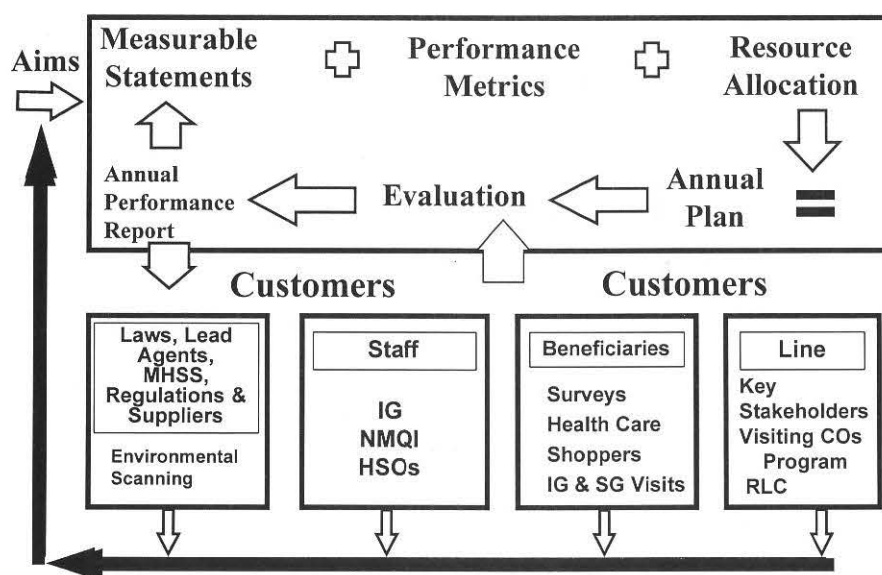 Aims
Measurable
Statements
Performance
Metrics
Resource
Allocation
Annual
Performance
Report
Evaluation
Annual
Plan
Customers
Customers
Laws, Lead
Agents,
MHSS,
Regulations &
Suppliers
Environmental
Scanning
Staff
IG
NMQI
HSOs
Beneficiaries
Surveys
Health Care
Shoppers
IG & SG Visits
Line
Key
Stakeholders
Visiting COs
Program
RLC